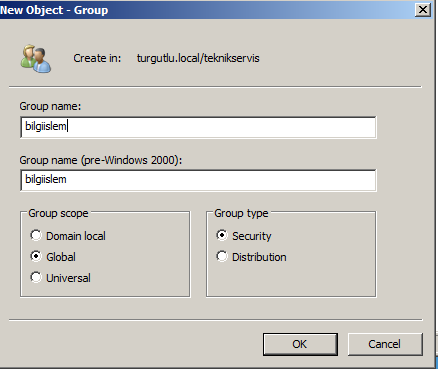 New Object - Group
Create in: turgutlu.local/teknikservis
Group name:
bilgiislem
Group name (pre-Windows 2000):
bilgiislem
Group scope
Domain local
Global
Universal
Group type
Security
Distribution
OK Cancel